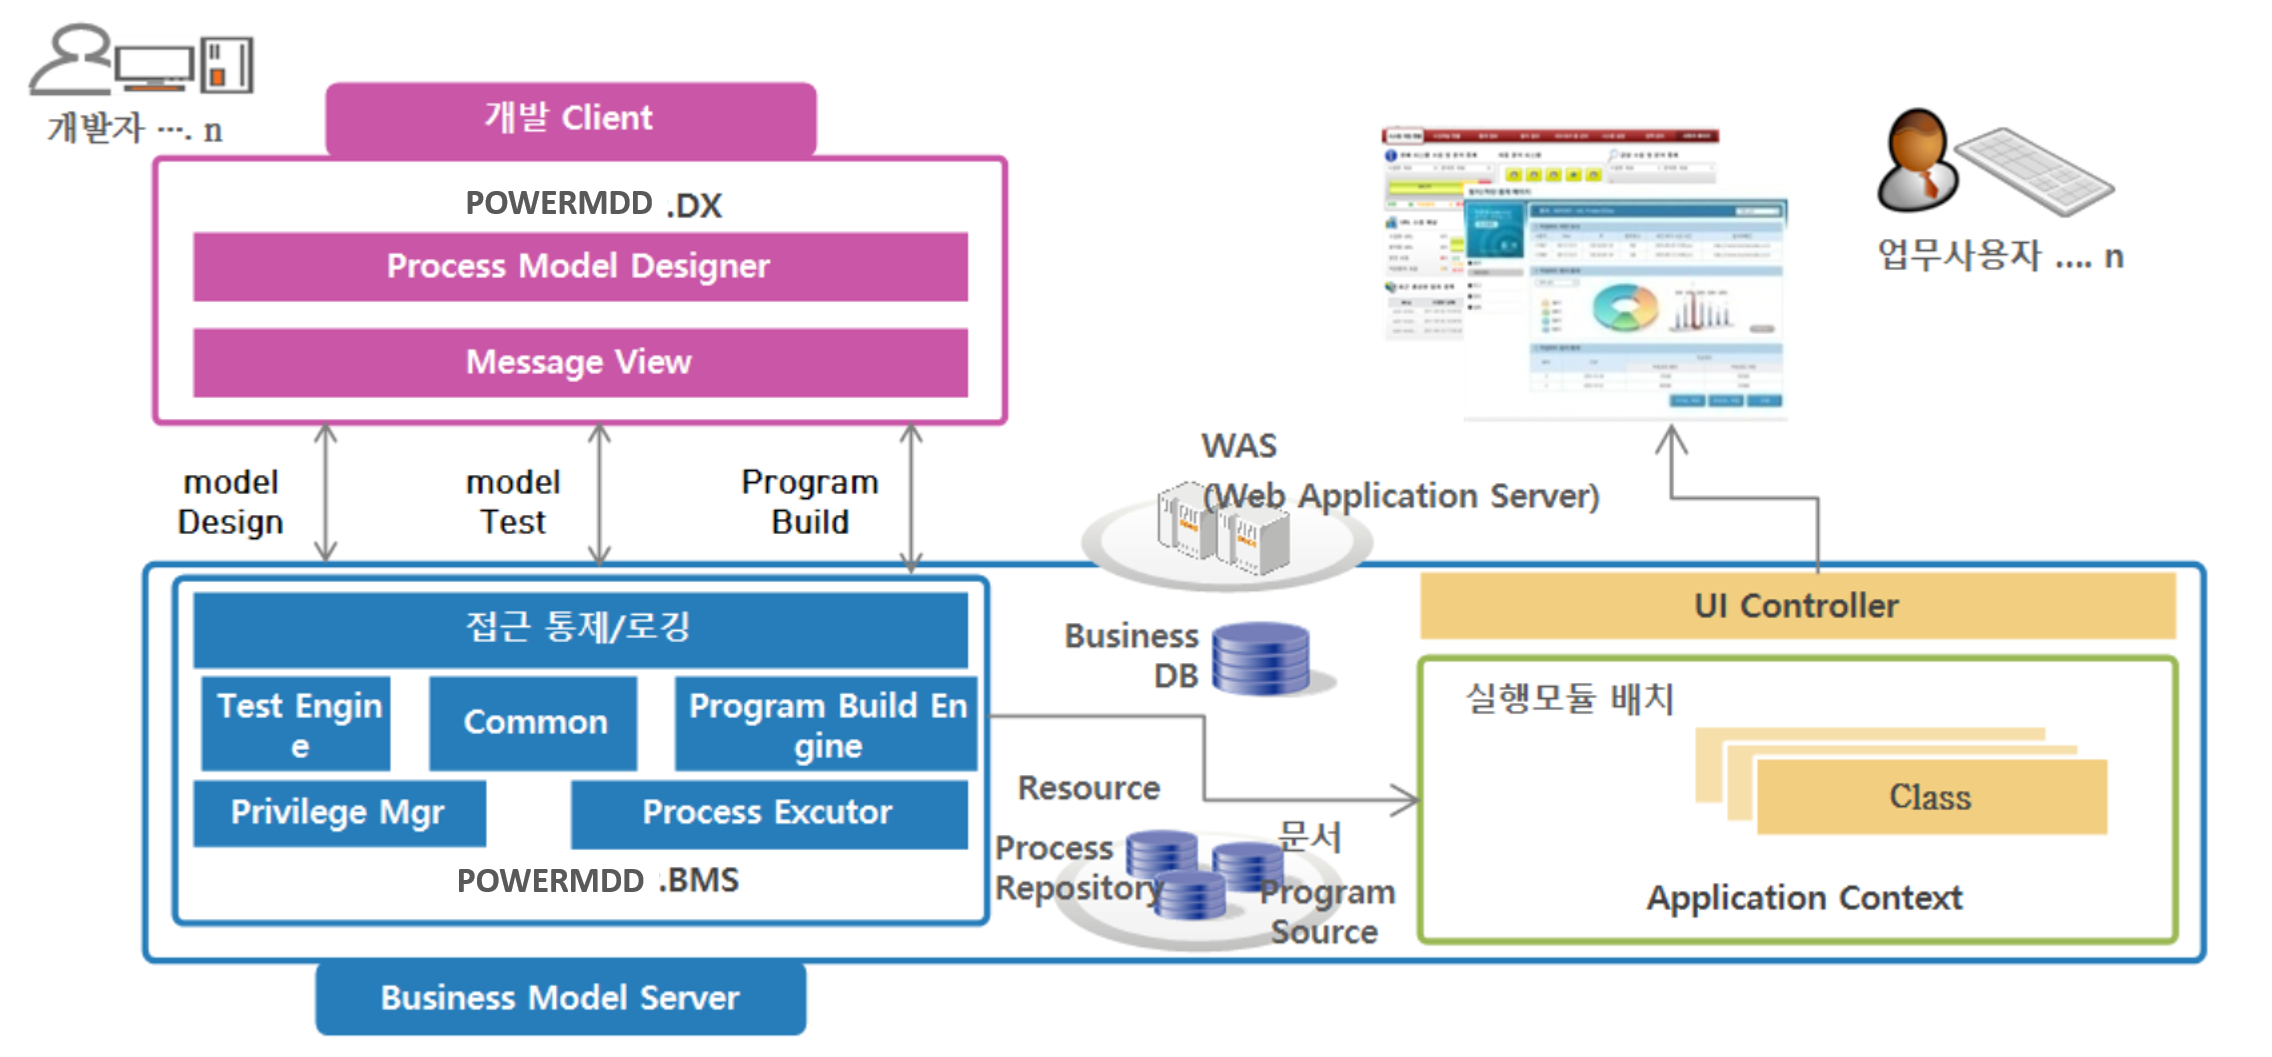 개발자 .... n
개발 Client
POWERMDD .DX
Process Model Designer
Message View
업무사용자 .... n
model
Design
model
Test
Program
Build
WAS
(Web Application Server)
접근 통제/로깅
Test Engin
e
Common
Program Build En
gine
Privilege Mgr
Process Excutor
POWERMDD .BMS
Business Model Server
Business
DB
Resource
Process
Repository
문서
Program
Source
UI Controller
실행모듈 배치
Class
Application Context